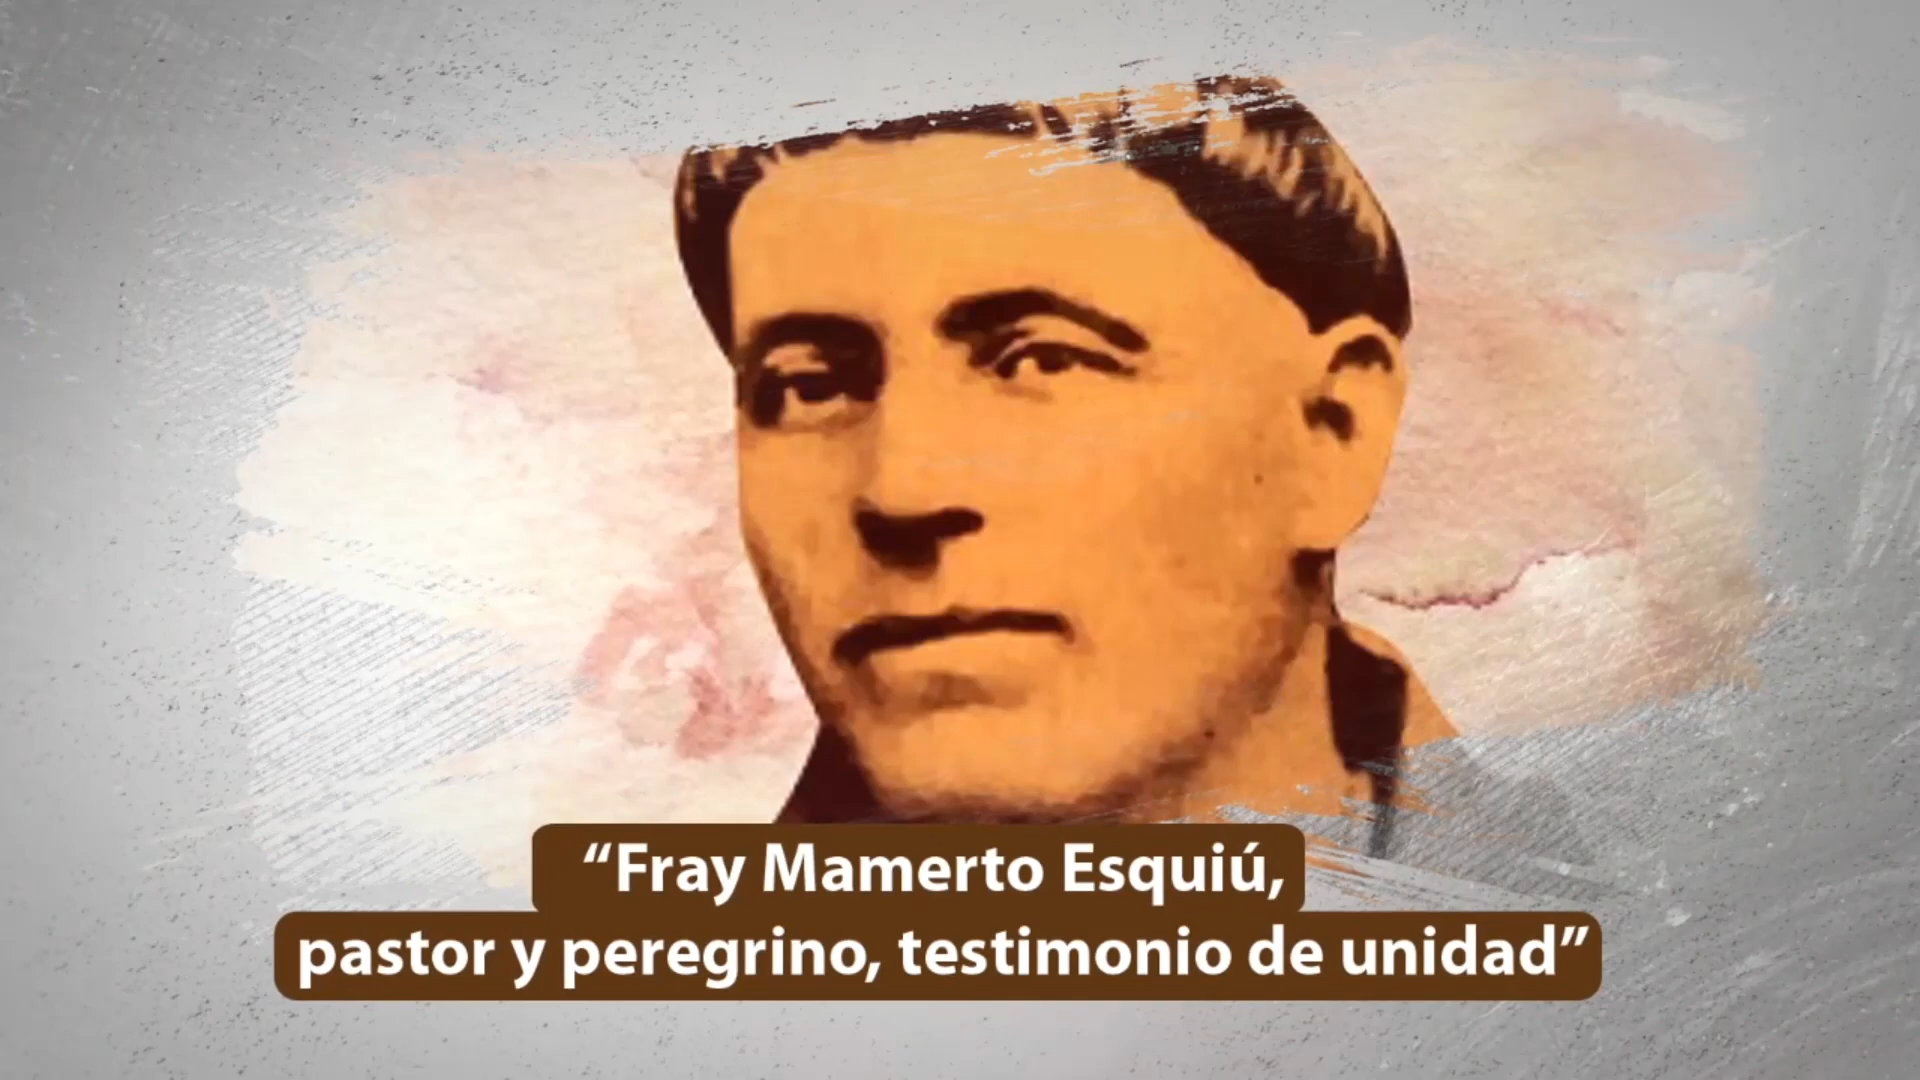 “Fray Mamerto Esquiú,
pastor y peregrino, testimonio de unidad”